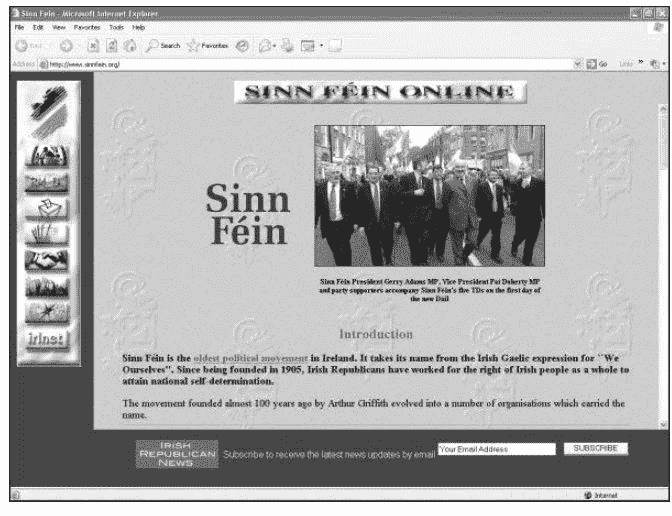 Sinn Fein - Microsoft Internet Explorer
File Edit View Favorites Tools Help
Search Favorites
Address http://www.sinnfein.org/ Go Links »
SINN FÉIN ONLINE
Sinn
Féin
Sinn Féin President Gerry Adams MP, Vice President Pat Doherty MP
and party supporters accompany Sinn Féin's five TDs on the first day of
the new Dáil
Introduction
Sinn Féin is the oldest political movement in Ireland. It takes its name from the Irish Gaelic expression for "We
Ourselves". Since being founded in 1905, Irish Republicans have worked for the right of Irish people as a whole to
attain national self-determination.
The movement founded almost 100 years ago by Arthur Griffith evolved into a number of organisations which carried the
name.
irlnet
IRISH
REPUBLICAN
NEWS
Subscribe to receive the latest news updates by email Your Email Address SUBSCRIBE
Internet